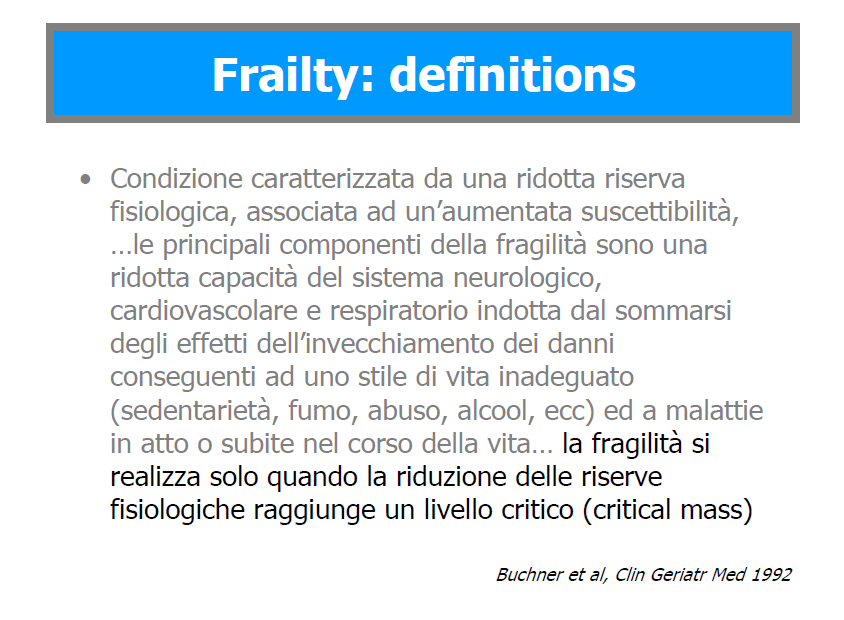 Frailty: definitions
• Condizione caratterizzata da una ridotta riserva
fisiologica, associata ad un’aumentata suscettibilità,
…le principali componenti della fragilità sono una
ridotta capacità del sistema neurologico,
cardiovascolare e respiratorio indotta dal sommarsi
degli effetti dell’invecchiamento dei danni
conseguenti ad uno stile di vita inadeguato
(sedentarietà, fumo, abuso, alcool, ecc) ed a malattie
in atto o subite nel corso della vita… la fragilità si
realizza solo quando la riduzione delle riserve
fisiologiche raggiunge un livello critico (critical mass)
Buchner et al, Clin Geriatr Med 1992